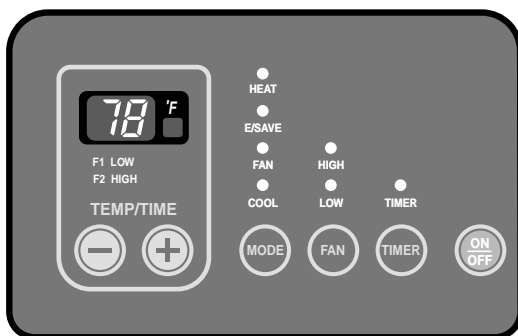 78 °F
F1 LOW
F2 HIGH
TEMP/TIME
− +
HEAT
E/SAVE
FAN HIGH
COOL LOW TIMER
MODE FAN TIMER ON
OFF